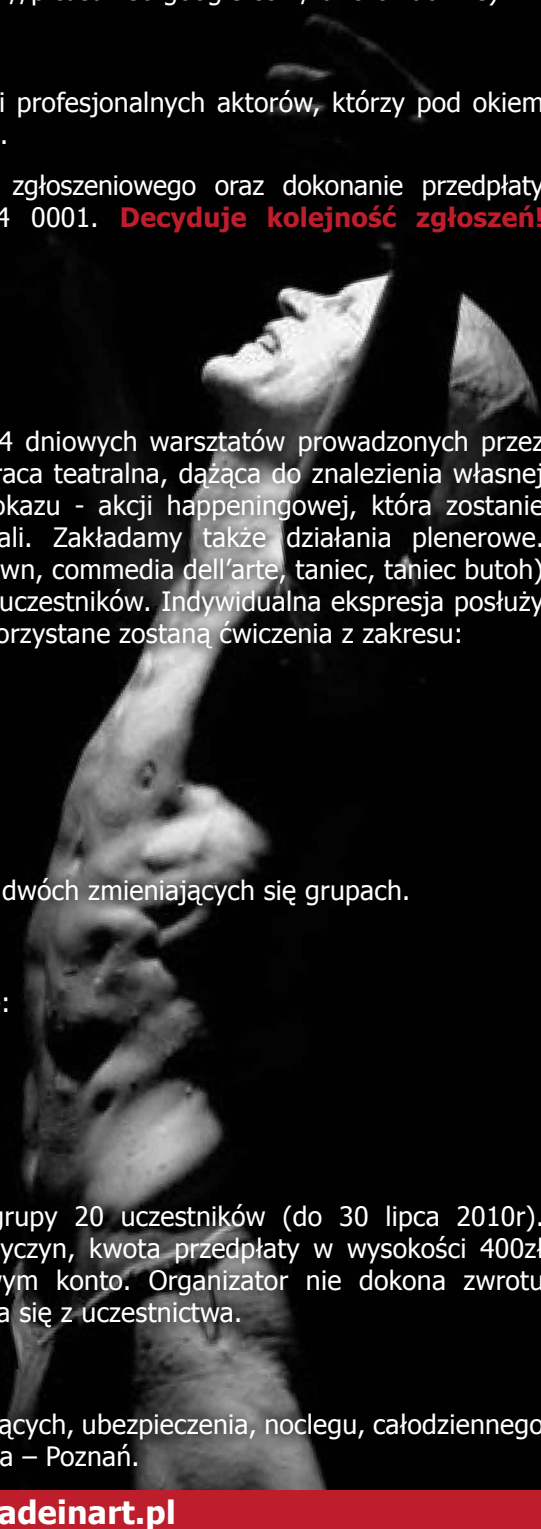 i profesjonalnych aktorów, którzy pod okiem
.
zgłoszeniowego oraz dokonanie przedpłaty
4 0001. Decyduje kolejność zgłoszeń!
4 dniowych warsztatów prowadzonych przez
raca teatralna, dążąca do znalezienia własnej
okazu - akcji happeningowej, która zostanie
ali. Zakładamy także działania plenerowe.
wn, commedia dell’arte, taniec, taniec butoh)
uczestników. Indywidualna ekspresja posłuży
orzystane zostaną ćwiczenia z zakresu:
dwóch zmieniających się grupach.
:
grupy 20 uczestników (do 30 lipca 2010r).
yczyn, kwota przedpłaty w wysokości 400zł
wym konto. Organizator nie dokona zwrotu
a się z uczestnictwa.
ących, ubezpieczenia, noclegu, całodziennego
a – Poznań.
adeinart.pl